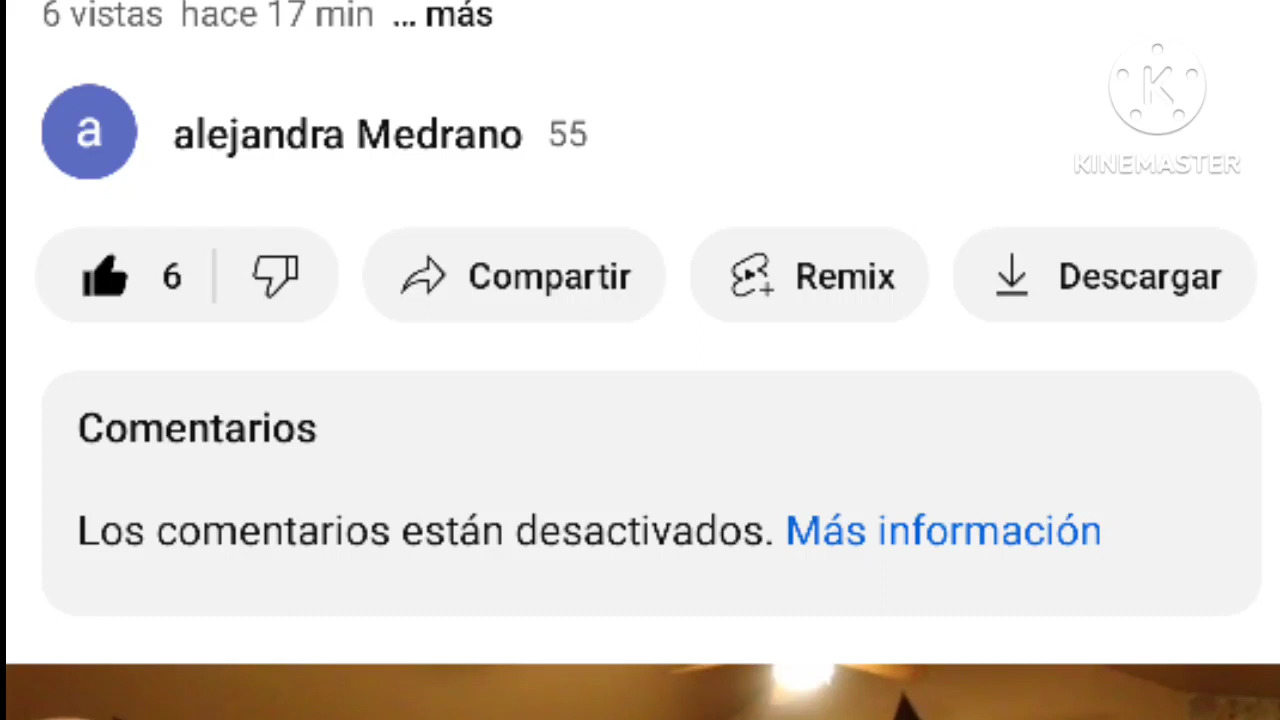 6 vistas hace 17 min ... más
a alejandra Medrano 55
K
KINEMASTER
6 Compartir Remix Descargar
Comentarios
Los comentarios están desactivados. Más información